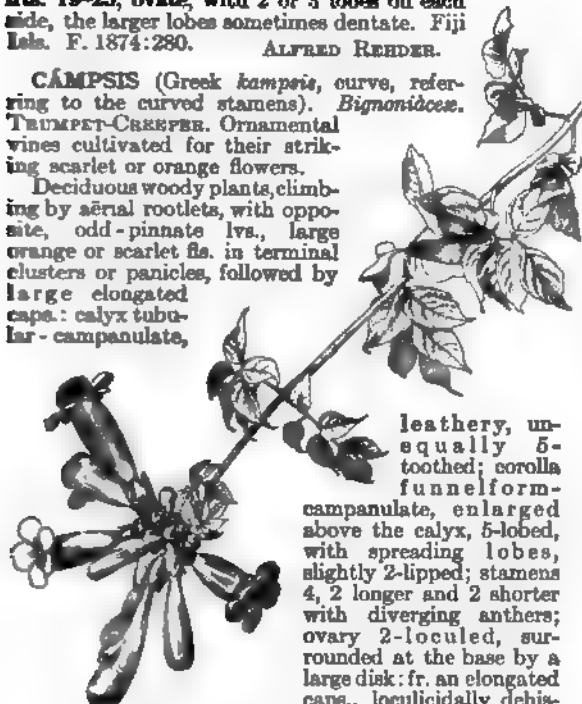 19-25, ovate, with 2 or 3 lobes on each
side, the larger lobes sometimes dentate. Fiji
Isls. F. 1874:280. ALFRED REHDER.
CÁMPSIS (Greek kampsis, curve, refer-
ring to the curved stamens). Bignoniàceæ.
TRUMPET-CREEPER. Ornamental
vines cultivated for their strik-
ing scarlet or orange flowers.
Deciduous woody plants, climb-
ing by aërial rootlets, with oppo-
site, odd-pinnate lvs., large
orange or scarlet fls. in terminal
clusters or panicles, followed by
large elongated
caps.: calyx tubu-
lar-campanulate,
leathery, un-
equally 5-
toothed; corolla
funnelform-
campanulate, enlarged
above the calyx, 5-lobed,
with spreading lobes,
slightly 2-lipped; stamens
4, 2 longer and 2 shorter
with diverging anthers;
ovary 2-loculed, sur-
rounded at the base by a
large disk: fr. an elongated
caps., loculicidally dehis-